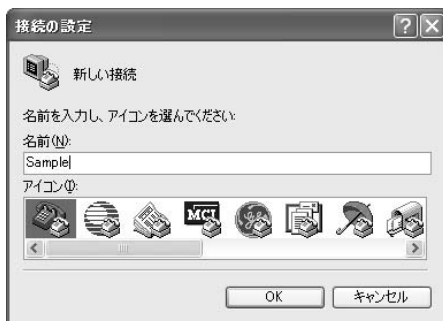 接続の設定
新しい接続
名前を入力し、アイコンを選んでください:
名前(N):
Sample
アイコン(I):
MCI
OK
キャンセル